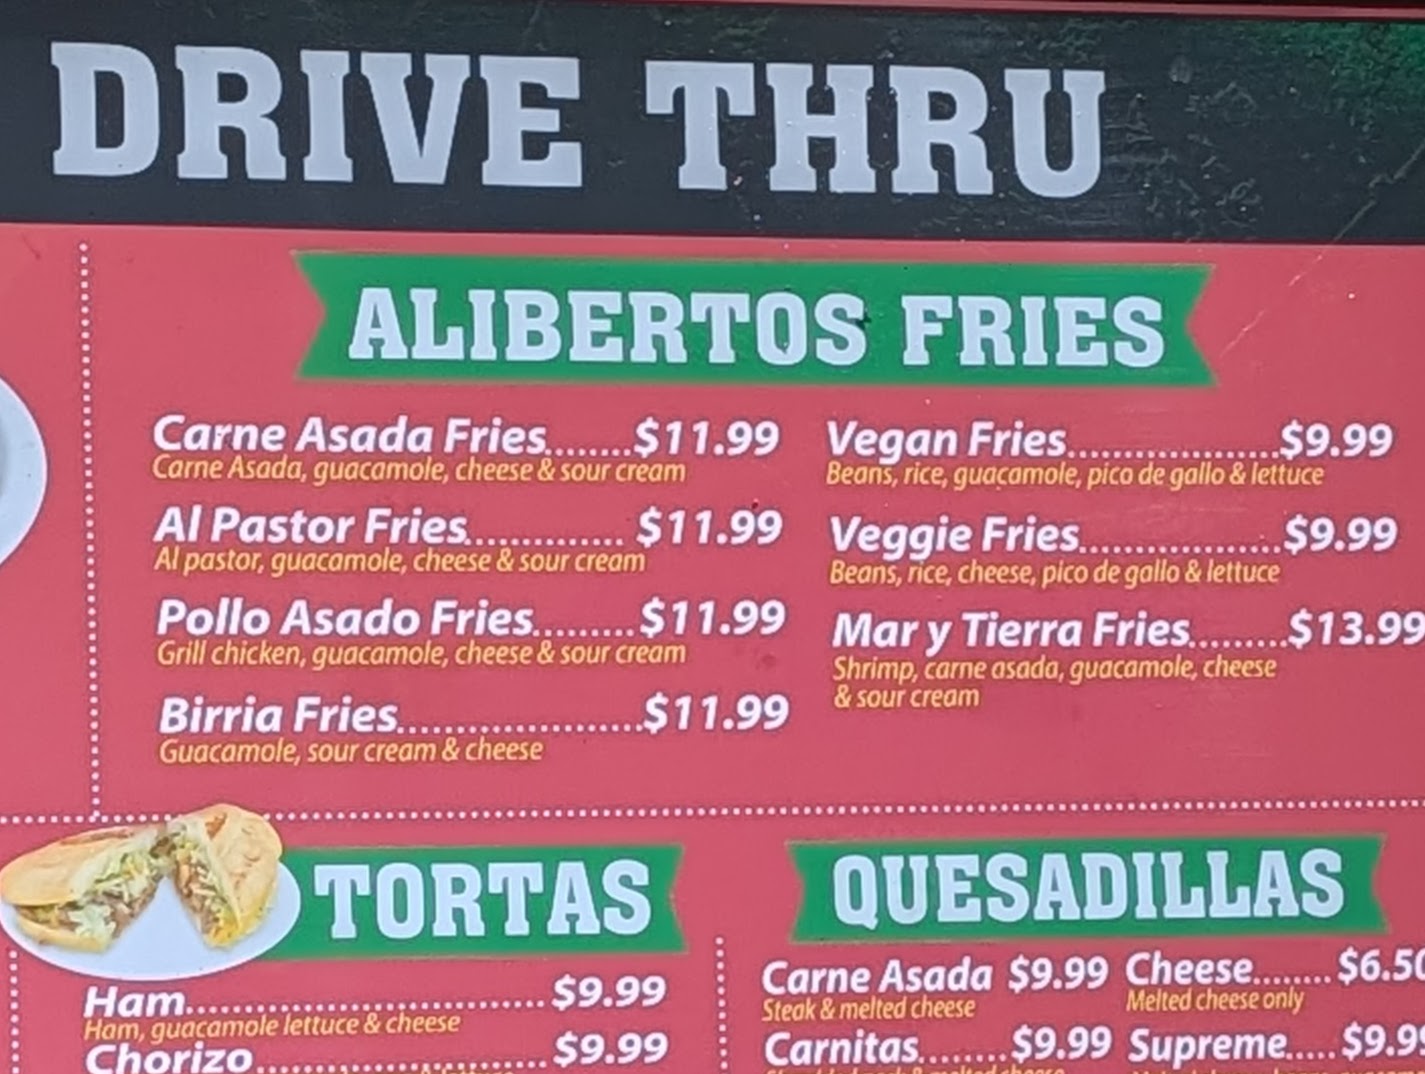 DRIVE THRU
ALIBERTOS FRIES
Carne Asada Fries.......$11.99
Carne Asada, guacamole, cheese & sour cream
Al Pastor Fries.............. $11.99
Al pastor, guacamole, cheese & sour cream
Pollo Asado Fries.........$11.99
Grill chicken, guacamole, cheese & sour cream
Birria Fries......................$11.99
Guacamole, sour cream & cheese
Vegan Fries...................$9.99
Beans, rice, guacamole, pico de gallo & lettuce
Veggie Fries..................$9.99
Beans, rice, cheese, pico de gallo & lettuce
Mar y Tierra Fries.........$13.99
Shrimp, carne asada, guacamole, cheese
& sour cream
TORTAS
Ham................................ $9.99
Ham, guacamole lettuce & cheese
Chorizo.......................... $9.99
QUESADILLAS
Carne Asada $9.99
Steak & melted cheese
Carnitas........$9.99
Cheese....... $6.50
Melted cheese only
Supreme..... $9.99